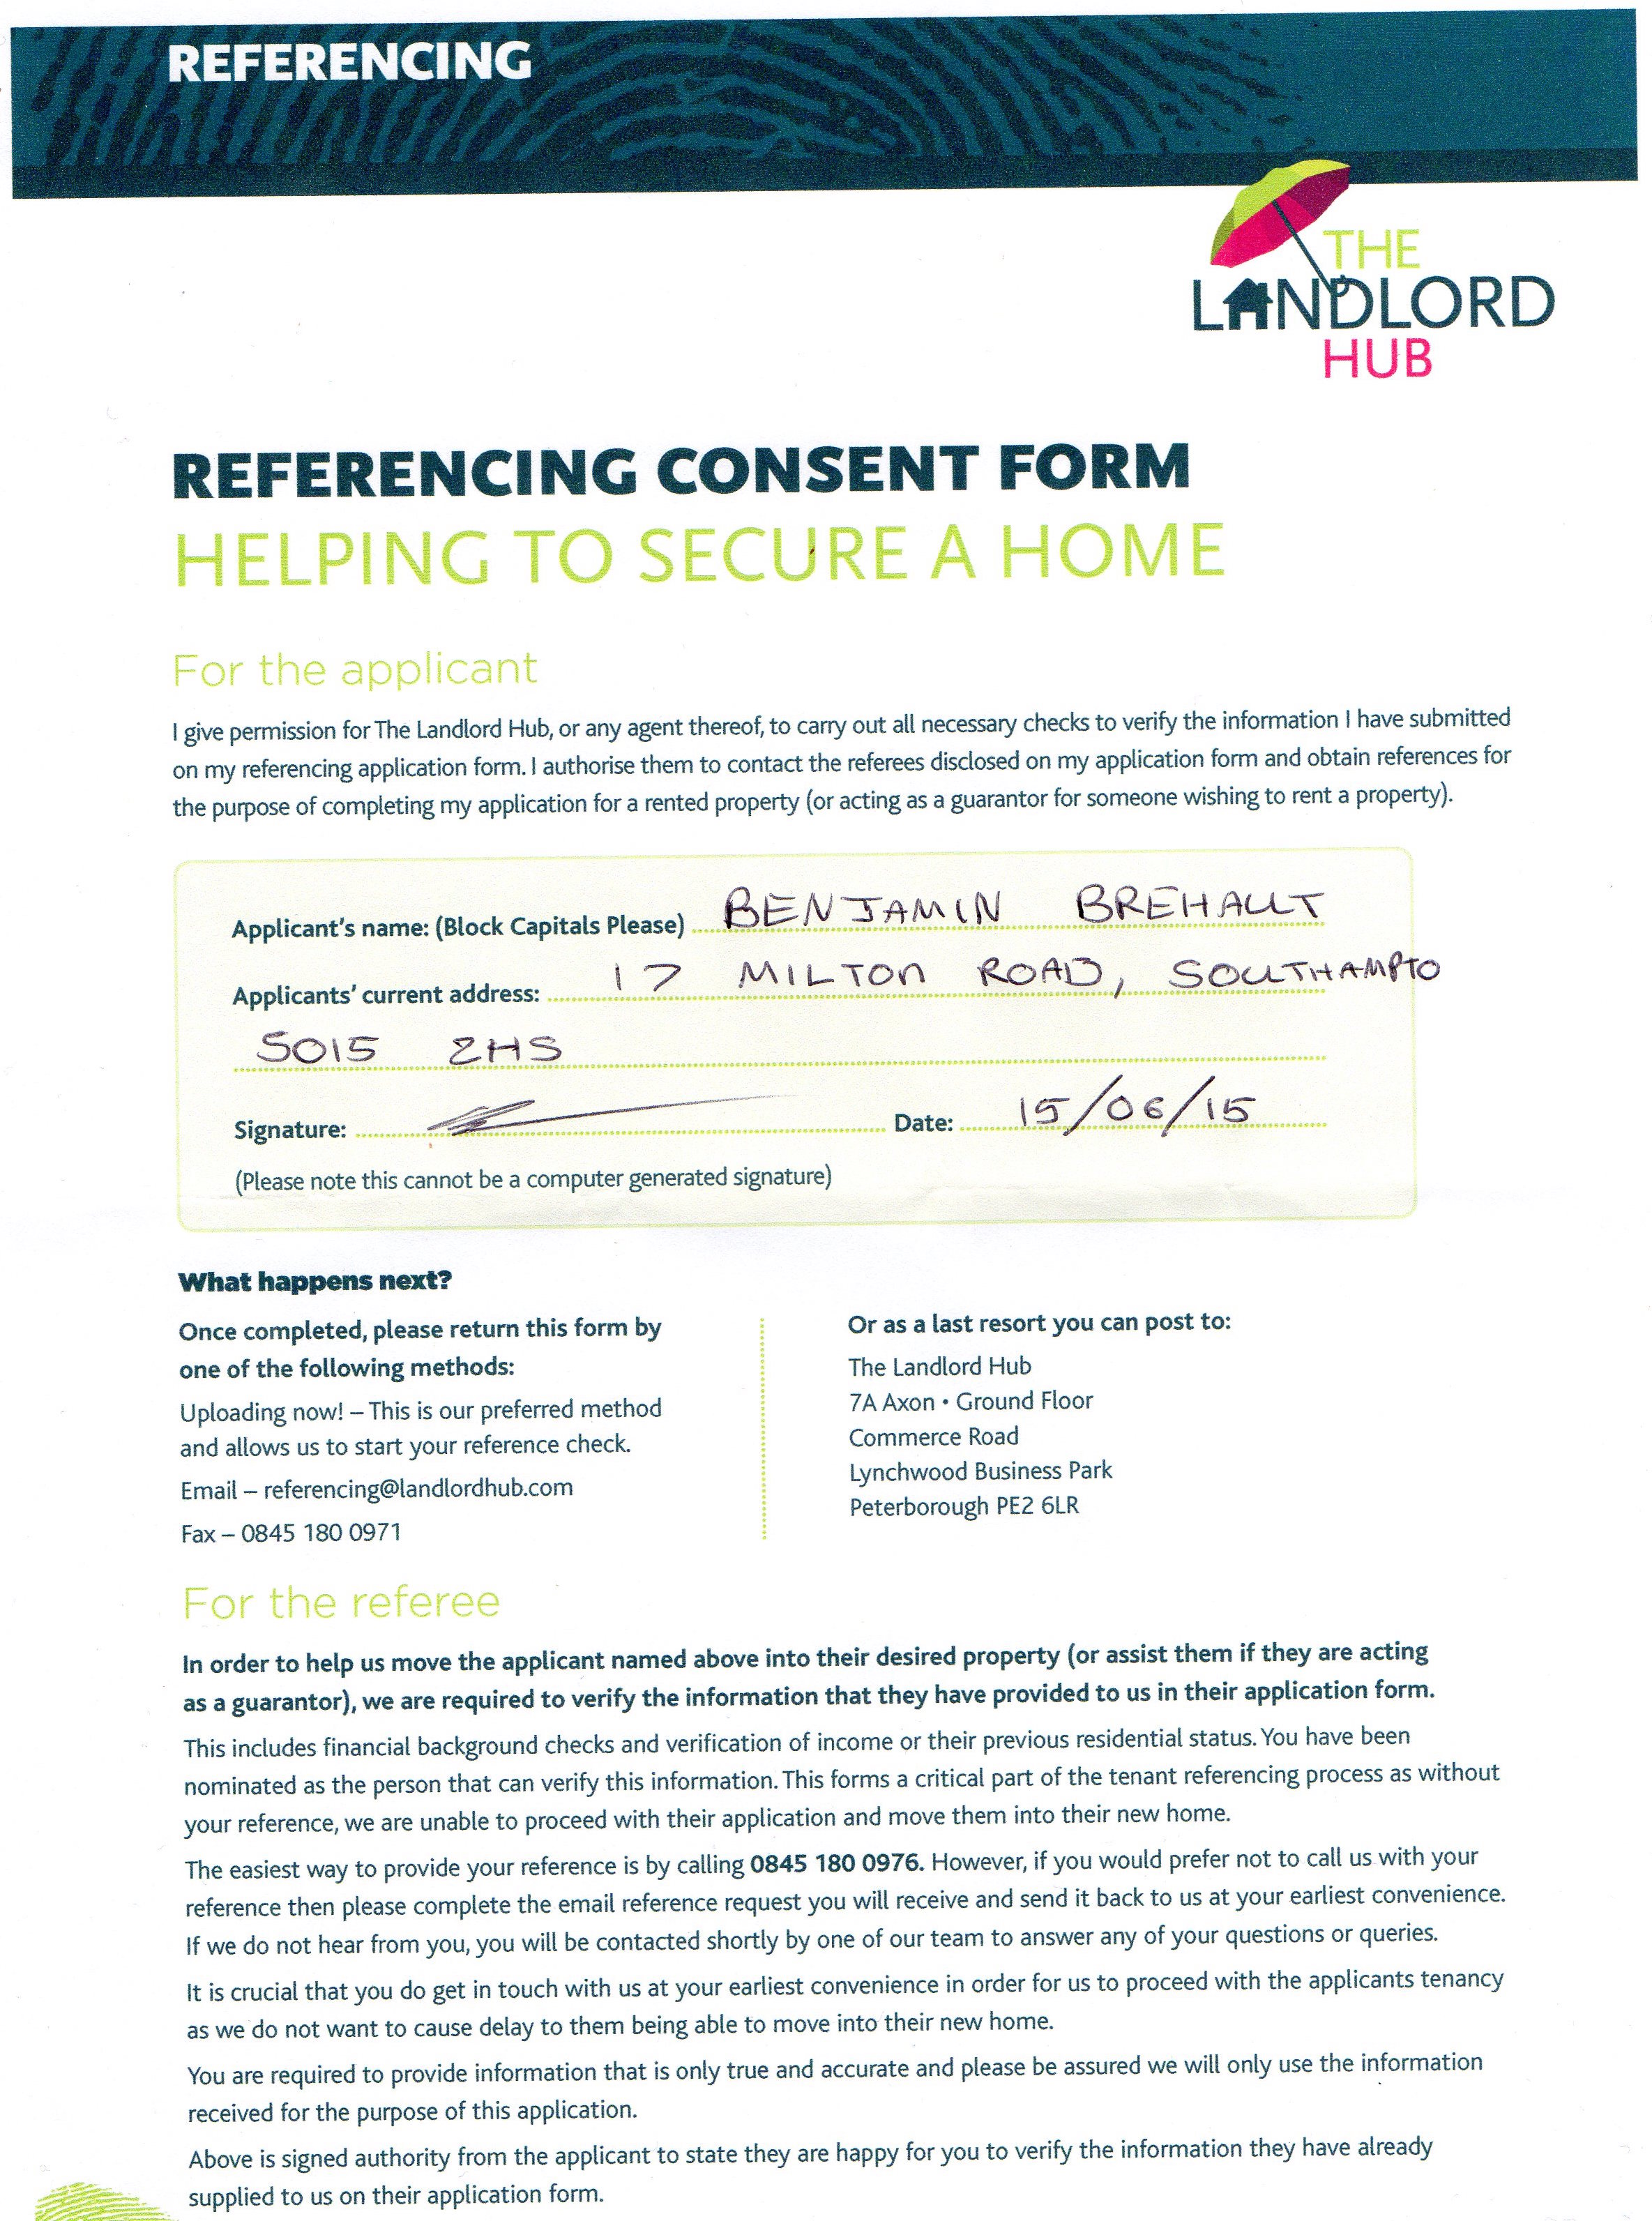 REFERENCING
THE
LANDLORD
HUB
REFERENCING CONSENT FORM
HELPING TO SECURE A HOME
For the applicant
I give permission for The Landlord Hub, or any agent thereof, to carry out all necessary checks to verify the information I have submitted
on my referencing application form. I authorise them to contact the referees disclosed on my application form and obtain references for
the purpose of completing my application for a rented property (or acting as a guarantor for someone wishing to rent a property).
Applicant's name: (Block Capitals Please) BENJAMIN BREHAUT
Applicants' current address: 17 MILTON ROAD, SOUTHAMPTO
SO15 2HS
Signature: Date: 15/06/15
(Please note this cannot be a computer generated signature)
What happens next?
Once completed, please return this form by
one of the following methods:
Uploading now! – This is our preferred method
and allows us to start your reference check.
Email – referencing@landlordhub.com
Fax – 0845 180 0971
Or as a last resort you can post to:
The Landlord Hub
7A Axon • Ground Floor
Commerce Road
Lynchwood Business Park
Peterborough PE2 6LR
For the referee
In order to help us move the applicant named above into their desired property (or assist them if they are acting
as a guarantor), we are required to verify the information that they have provided to us in their application form.
This includes financial background checks and verification of income or their previous residential status. You have been
nominated as the person that can verify this information. This forms a critical part of the tenant referencing process as without
your reference, we are unable to proceed with their application and move them into their new home.
The easiest way to provide your reference is by calling 0845 180 0976. However, if you would prefer not to call us with your
reference then please complete the email reference request you will receive and send it back to us at your earliest convenience.
If we do not hear from you, you will be contacted shortly by one of our team to answer any of your questions or queries.
It is crucial that you do get in touch with us at your earliest convenience in order for us to proceed with the applicants tenancy
as we do not want to cause delay to them being able to move into their new home.
You are required to provide information that is only true and accurate and please be assured we will only use the information
received for the purpose of this application.
Above is signed authority from the applicant to state they are happy for you to verify the information they have already
supplied to us on their application form.